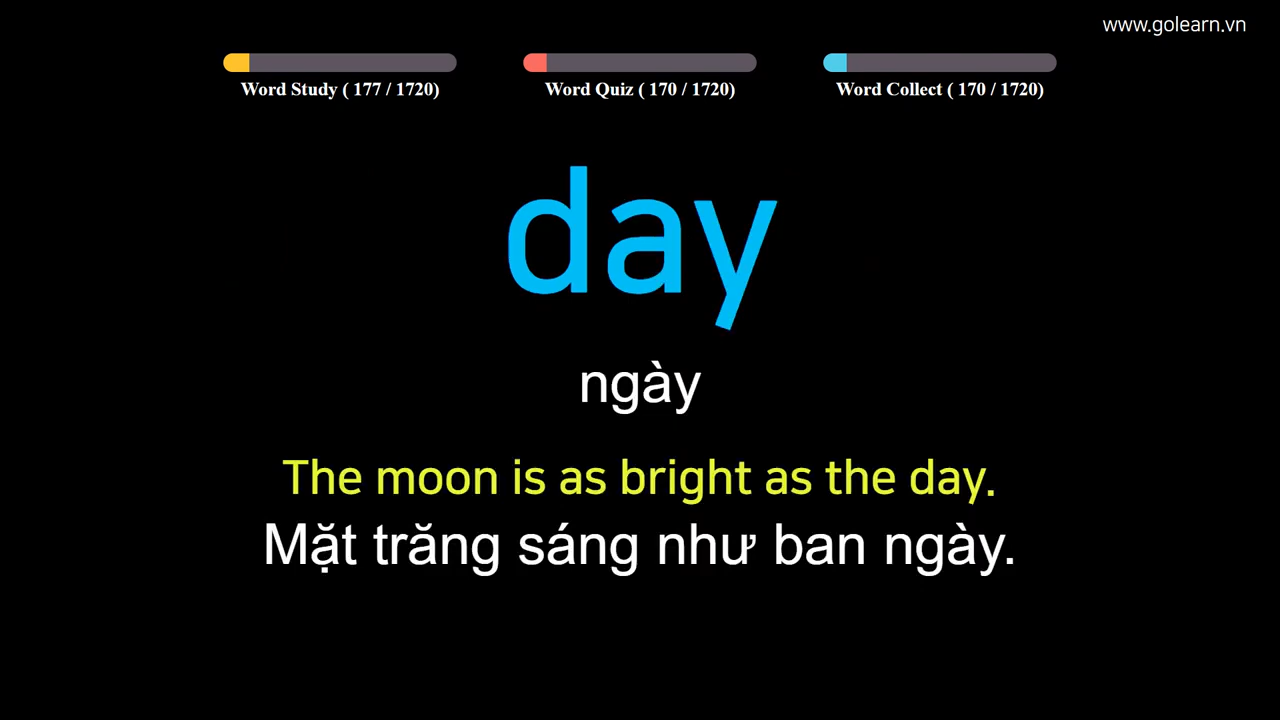 www.golearn.vn
Word Study ( 177 / 1720)
Word Quiz ( 170 / 1720)
Word Collect ( 170 / 1720)
day
ngày
The moon is as bright as the day.
Mặt trăng sáng như ban ngày.